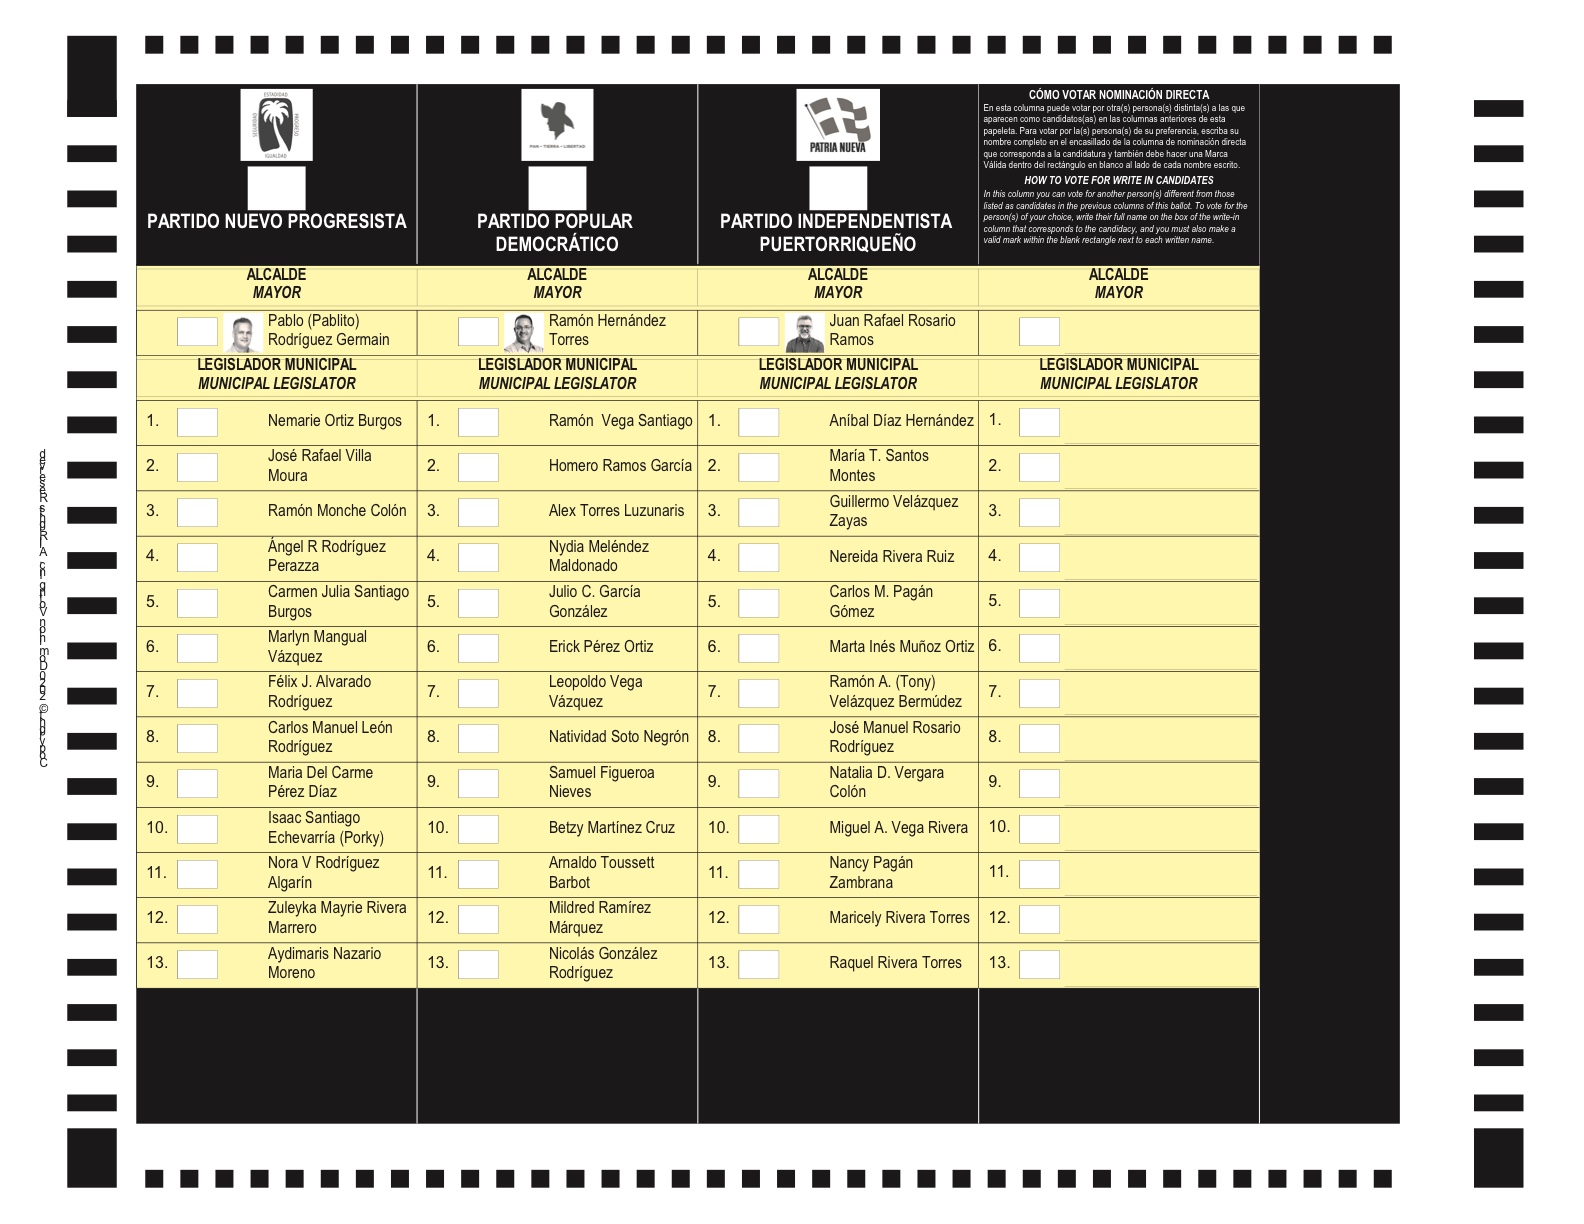 ESTADIDAD
SEGURIDAD
PROGRESO
IGUALDAD
PARTIDO NUEVO PROGRESISTA
PAN - TIERRA - LIBERTAD
PARTIDO POPULAR
DEMOCRÁTICO
PATRIA NUEVA
PARTIDO INDEPENDENTISTA
PUERTORRIQUEÑO
CÓMO VOTAR NOMINACIÓN DIRECTA
En esta columna puede votar por otra(s) persona(s) distinta(s) a las que
aparecen como candidatos(as) en las columnas anteriores de esta
papeleta. Para votar por la(s) persona(s) de su preferencia, escriba su
nombre completo en el encasillado de la columna de nominación directa
que corresponda a la candidatura y también debe hacer una Marca
Válida dentro del rectángulo en blanco al lado de cada nombre escrito.
HOW TO VOTE FOR WRITE IN CANDIDATES
In this column you can vote for another person(s) different from those
listed as candidates in the previous columns of this ballot. To vote for the
person(s) of your choice, write their full name on the box of the write-in
column that corresponds to the candidacy, and you must also make a
valid mark within the blank rectangle next to each written name.
ALCALDE
MAYOR
Pablo (Pablito)
Rodríguez Germain
LEGISLADOR MUNICIPAL
MUNICIPAL LEGISLATOR
1. Nemarie Ortiz Burgos
2. José Rafael Villa
Moura
3. Ramón Monche Colón
4. Ángel R Rodríguez
Perazza
5. Carmen Julia Santiago
Burgos
6. Marlyn Mangual
Vázquez
7. Félix J. Alvarado
Rodríguez
8. Carlos Manuel León
Rodríguez
9. Maria Del Carme
Pérez Díaz
10. Isaac Santiago
Echevarría (Porky)
11. Nora V Rodríguez
Algarín
12. Zuleyka Mayrie Rivera
Marrero
13. Aydimaris Nazario
Moreno
ALCALDE
MAYOR
Ramón Hernández
Torres
LEGISLADOR MUNICIPAL
MUNICIPAL LEGISLATOR
1. Ramón Vega Santiago
2. Homero Ramos García
3. Alex Torres Luzunaris
4. Nydia Meléndez
Maldonado
5. Julio C. García
González
6. Erick Pérez Ortiz
7. Leopoldo Vega
Vázquez
8. Natividad Soto Negrón
9. Samuel Figueroa
Nieves
10. Betzy Martínez Cruz
11. Arnaldo Toussett
Barbot
12. Mildred Ramírez
Márquez
13. Nicolás González
Rodríguez
ALCALDE
MAYOR
Juan Rafael Rosario
Ramos
LEGISLADOR MUNICIPAL
MUNICIPAL LEGISLATOR
1. Aníbal Díaz Hernández
2. María T. Santos
Montes
3. Guillermo Velázquez
Zayas
4. Nereida Rivera Ruiz
5. Carlos M. Pagán
Gómez
6. Marta Inés Muñoz Ortiz
7. Ramón A. (Tony)
Velázquez Bermúdez
8. José Manuel Rosario
Rodríguez
9. Natalia D. Vergara
Colón
10. Miguel A. Vega Rivera
11. Nancy Pagán
Zambrana
12. Maricely Rivera Torres
13. Raquel Rivera Torres
ALCALDE
MAYOR
LEGISLADOR MUNICIPAL
MUNICIPAL LEGISLATOR
1.
2.
3.
4.
5.
6.
7.
8.
9.
10.
11.
12.
13.